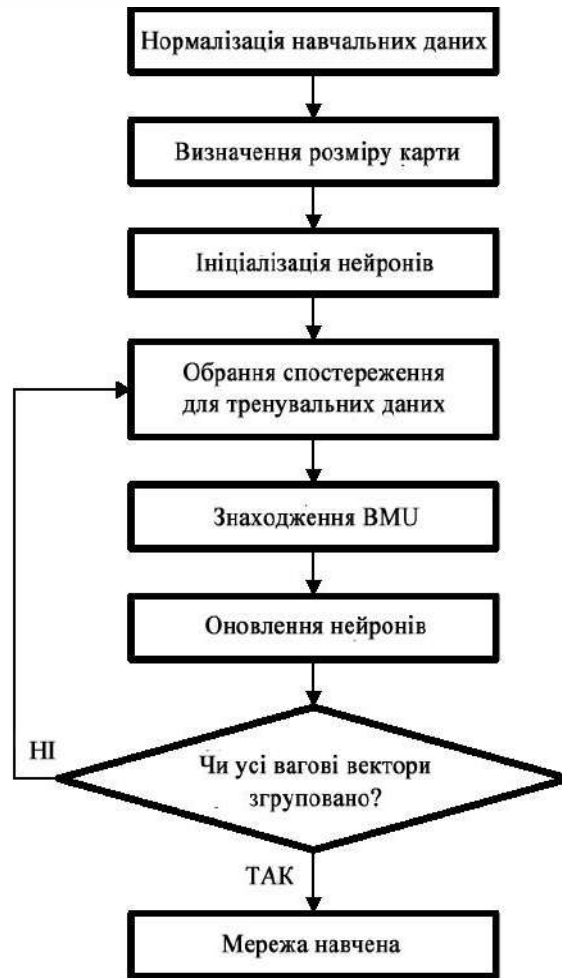 Нормалізація навчальних даних
Визначення розміру карти
Ініціалізація нейронів
Обрання спостереження
для тренувальних даних
Знаходження BMU
Оновлення нейронів
Чи усі вагові вектори
згруповано?
НІ
ТАК
Мережа навчена